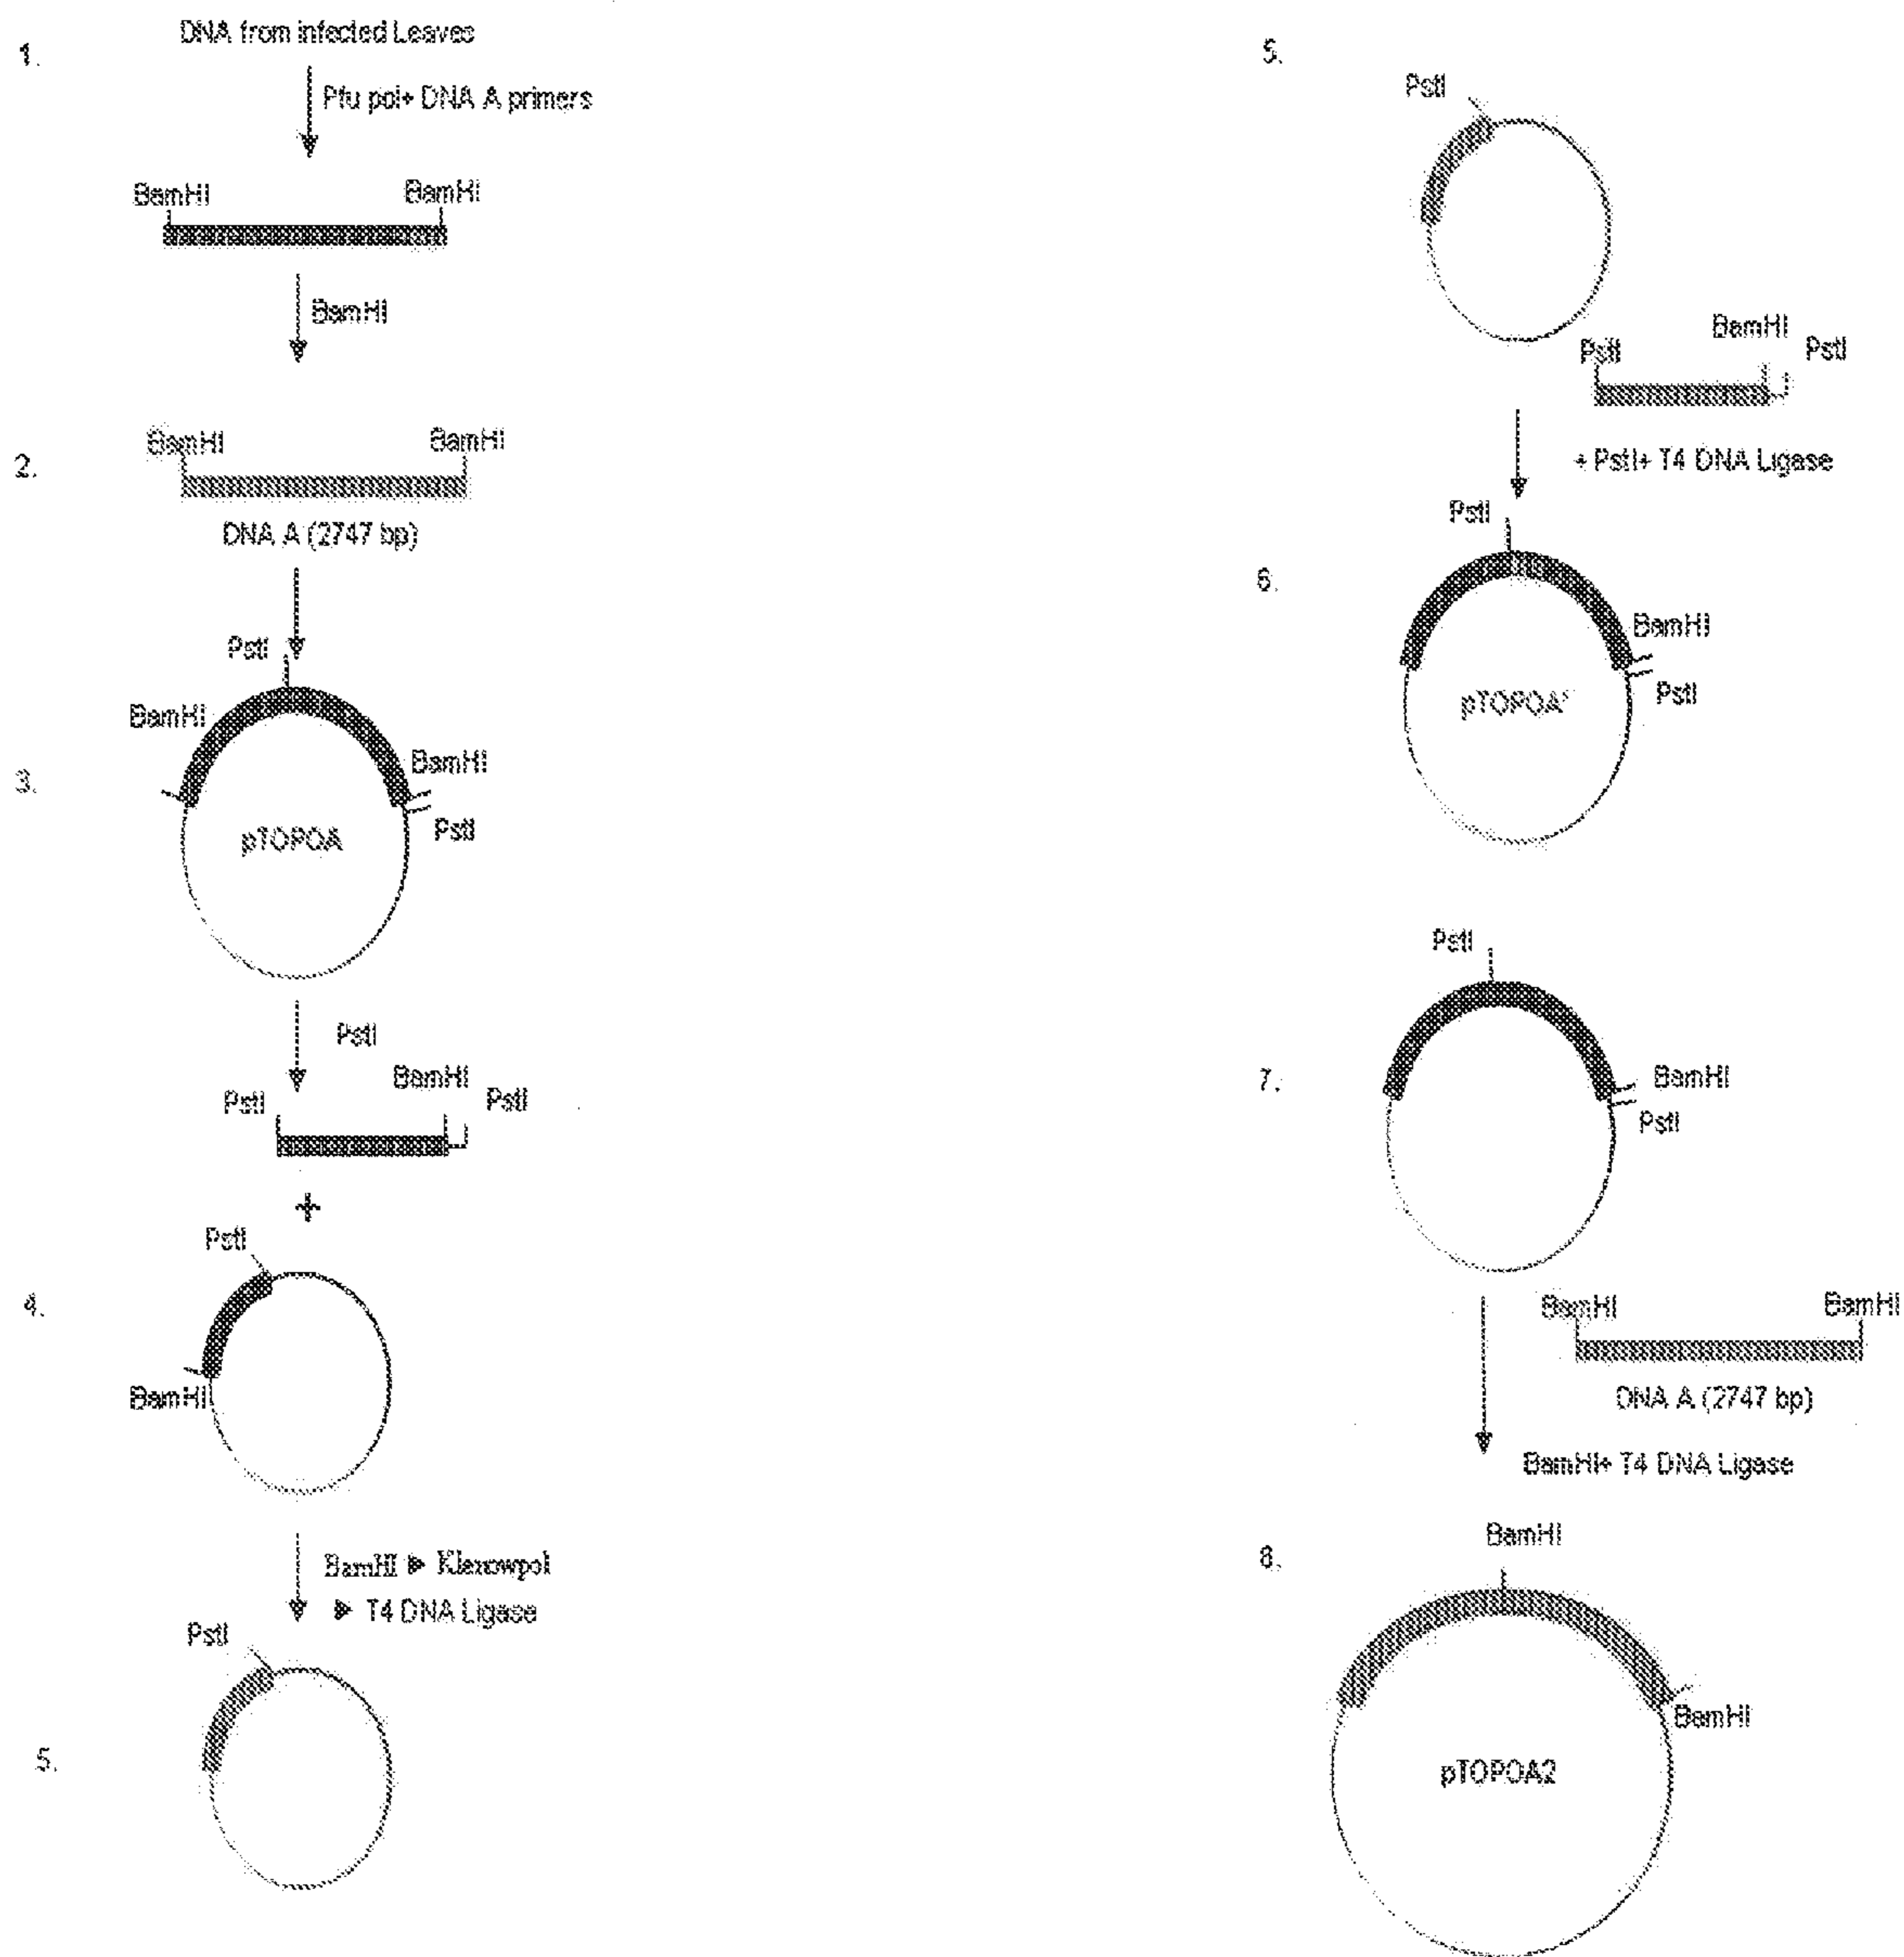 1.
DNA from infected Leaves
Pfu pol+ DNA A primers
BamHI BamHI
BamHI
2.
BamHI BamHI
DNA A (2747 bp)
3.
PstI
BamHI
BamHI
PstI
pTOPOA
PstI
PstI BamHI PstI
+
4.
PstI
BamHI
BamHI ► Klenowpol
► T4 DNA Ligase
5.
PstI
5.
PstI
PstI BamHI PstI
+ PstI+ T4 DNA Ligase
6.
PstI
BamHI
PstI
pTOPOA'
7.
PstI
BamHI
PstI
BamHI BamHI
DNA A (2747 bp)
BamHI+ T4 DNA Ligase
8.
BamHI
BamHI
pTOPOA2